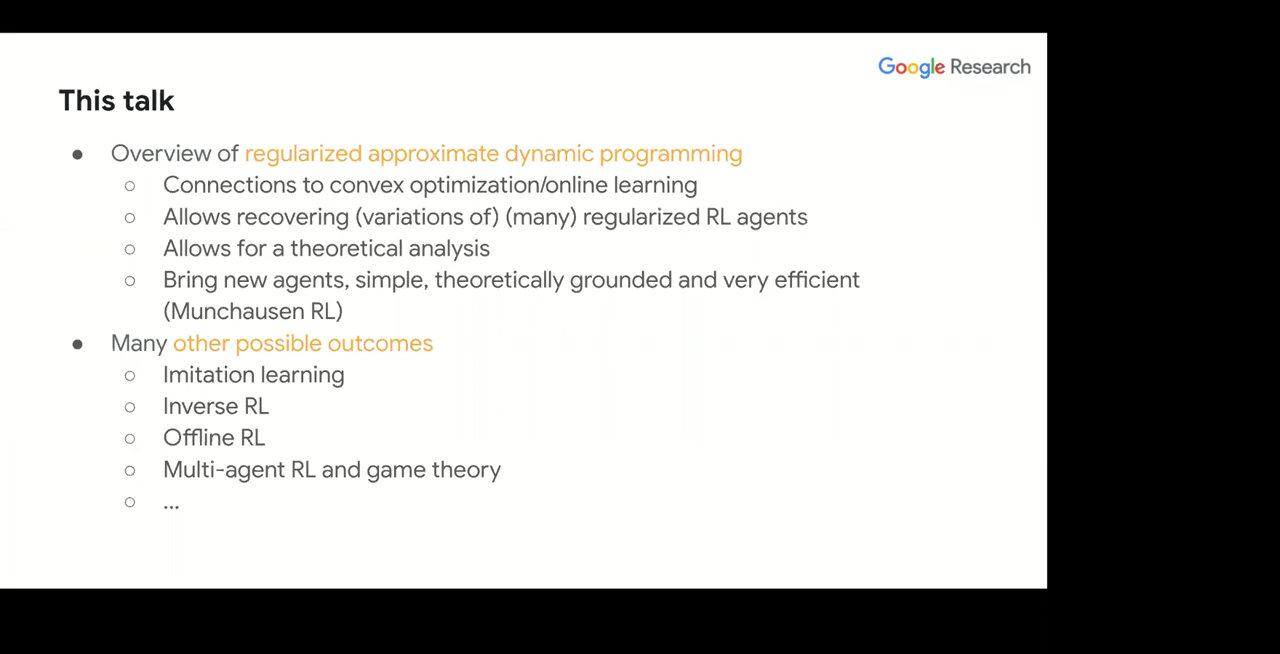 Google Research
This talk
● Overview of regularized approximate dynamic programming
○ Connections to convex optimization/online learning
○ Allows recovering (variations of) (many) regularized RL agents
○ Allows for a theoretical analysis
○ Bring new agents, simple, theoretically grounded and very efficient
(Munchausen RL)
● Many other possible outcomes
○ Imitation learning
○ Inverse RL
○ Offline RL
○ Multi-agent RL and game theory
○ ...